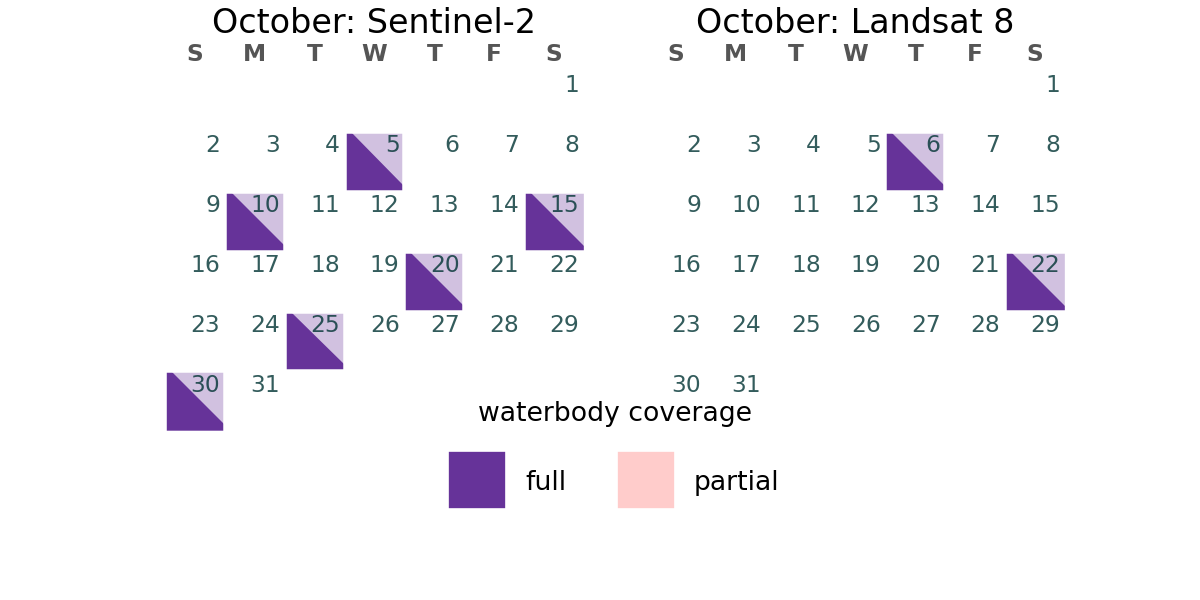 October: Sentinel-2
S M T W T F S
1
2 3 4 5 6 7 8
9 10 11 12 13 14 15
16 17 18 19 20 21 22
23 24 25 26 27 28 29
30 31
October: Landsat 8
S M T W T F S
1
2 3 4 5 6 7 8
9 10 11 12 13 14 15
16 17 18 19 20 21 22
23 24 25 26 27 28 29
30 31
waterbody coverage
full partial